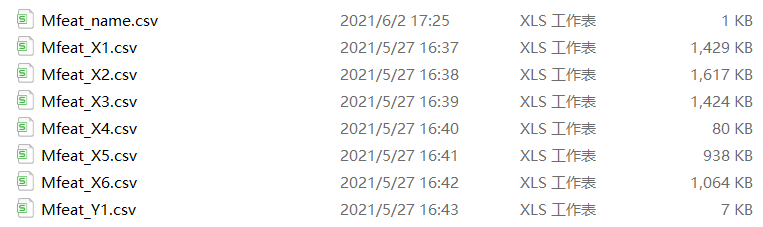 Mfeat_name.csv 2021/6/2 17:25 XLS 工作表 1 KB
Mfeat_X1.csv 2021/5/27 16:37 XLS 工作表 1,429 KB
Mfeat_X2.csv 2021/5/27 16:38 XLS 工作表 1,617 KB
Mfeat_X3.csv 2021/5/27 16:39 XLS 工作表 1,424 KB
Mfeat_X4.csv 2021/5/27 16:40 XLS 工作表 80 KB
Mfeat_X5.csv 2021/5/27 16:41 XLS 工作表 938 KB
Mfeat_X6.csv 2021/5/27 16:42 XLS 工作表 1,064 KB
Mfeat_Y1.csv 2021/5/27 16:43 XLS 工作表 7 KB